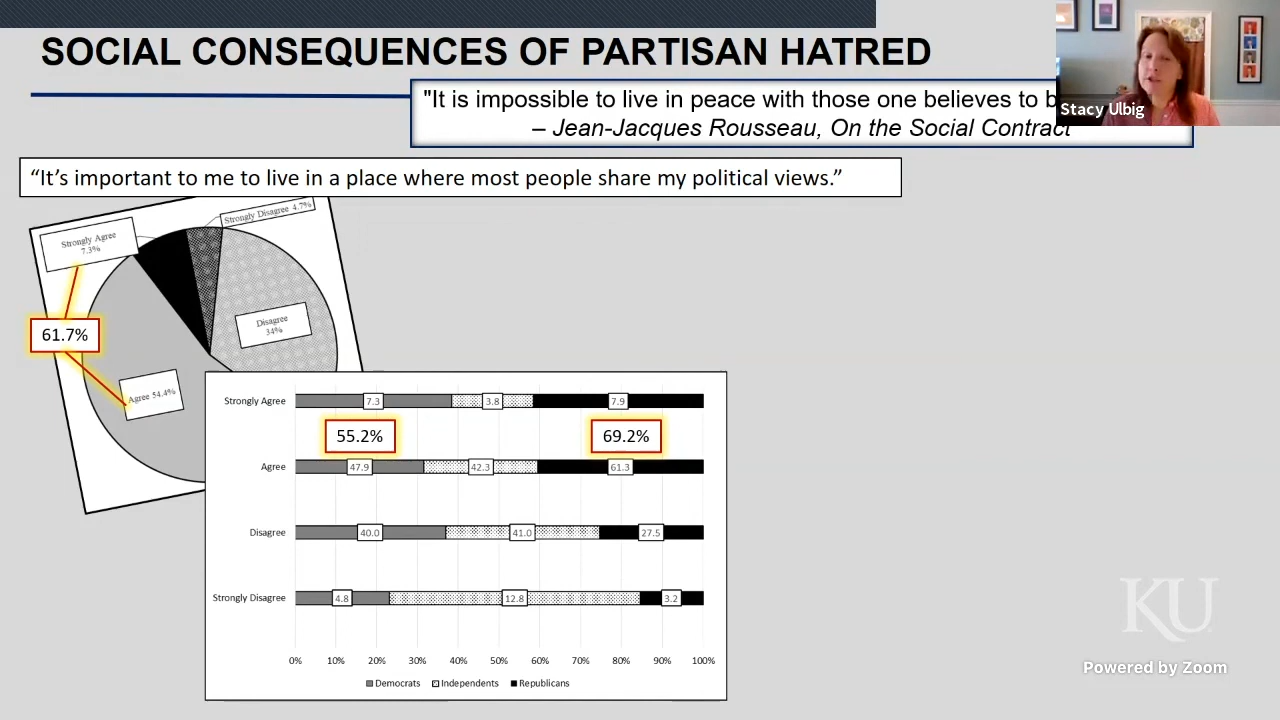 SOCIAL CONSEQUENCES OF PARTISAN HATRED
"It is impossible to live in peace with those one believes to
– Jean-Jacques Rousseau, On the Social Contract
Stacy Ulbig
“It’s important to me to live in a place where most people share my political views.”
Strongly Agree
7.3%
Strongly Disagree 4.7%
Disagree
34%
61.7%
Agree 54.4%
Strongly Agree
7.3
3.8
7.9
55.2%
69.2%
Agree
47.9
42.3
61.3
Disagree
40.0
41.0
27.5
Strongly Disagree
4.8
12.8
3.2
0% 10% 20% 30% 40% 50% 60% 70% 80% 90% 100%
Democrats Independents Republicans
KU
Powered by Zoom